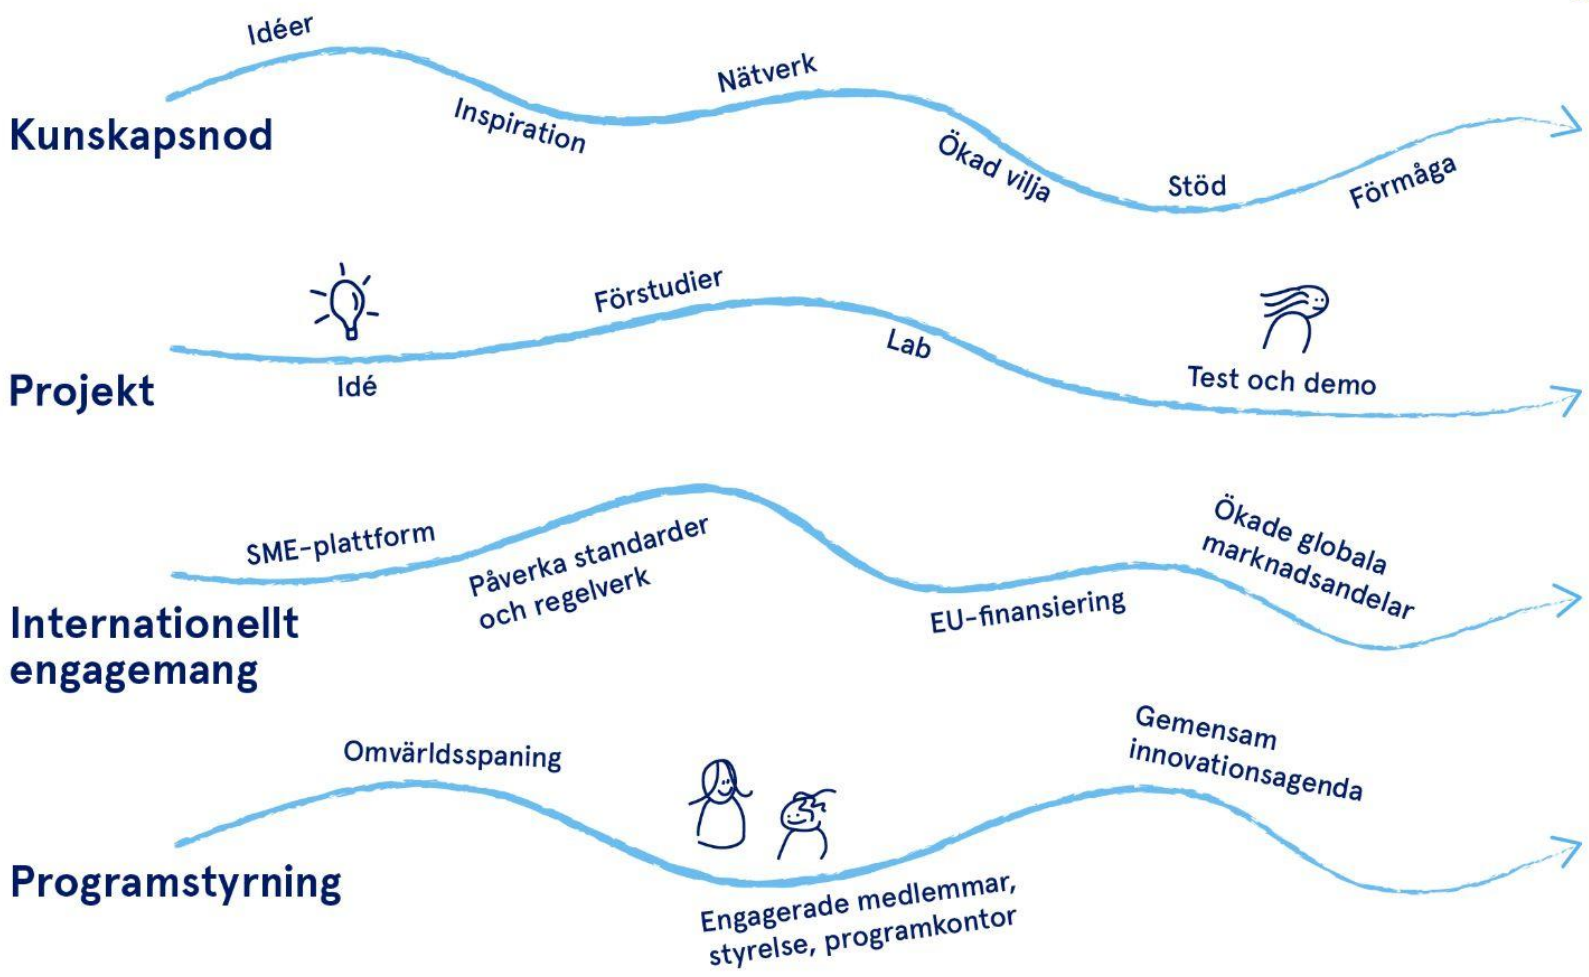 Idéer
Inspiration
Nätverk
Ökad vilja
Stöd
Förmåga
Kunskapsnod
Idé
Förstudier
Lab
Test och demo
Projekt
SME-plattform
Påverka standarder
och regelverk
EU-finansiering
Ökade globala
marknadsandelar
Internationellt
engagemang
Omvärldsspaning
Engagerade medlemmar,
styrelse, programkontor
Gemensam
innovationsagenda
Programstyrning